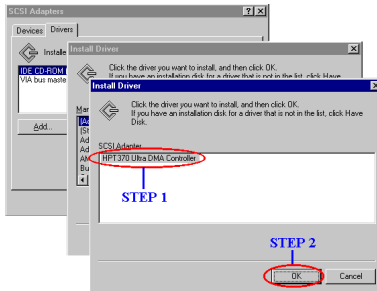 SCSI Adapters
Devices Drivers
Installe
IDE CD-ROM
VIA bus maste
Add...
Install Driver
Click the driver you want to install, and then click OK.
If you have an installation disk for a driver that is not in the list, click Have
Install Driver
Click the driver you want to install, and then click OK.
If you have an installation disk for a driver that is not in the list, click Have
Disk.
SCSI Adapter
HPT370 Ultra DMA Controller
STEP 1
STEP 2
OK Cancel